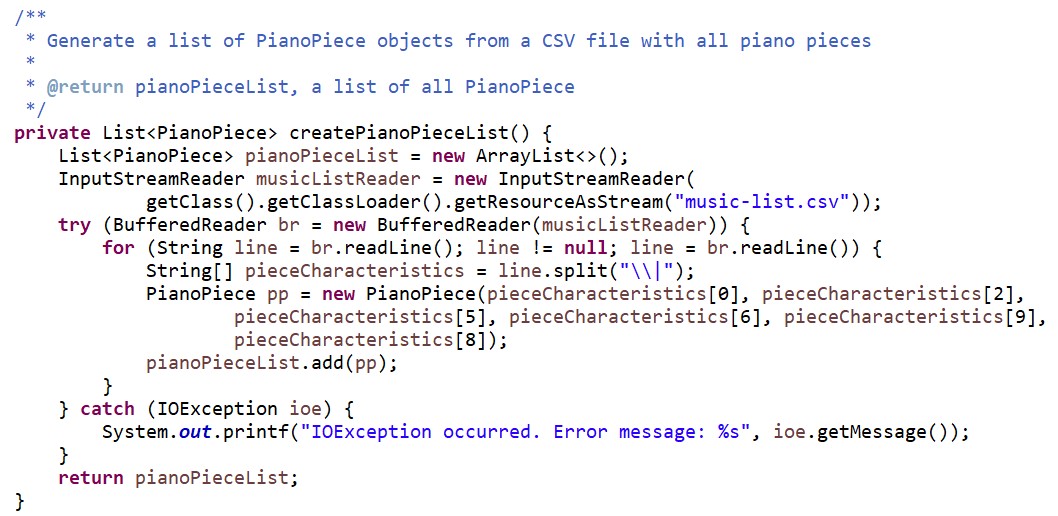 /**
 * Generate a list of PianoPiece objects from a CSV file with all piano pieces
 *
 * @return pianoPieceList, a list of all PianoPiece
 */
private List<PianoPiece> createPianoPieceList() {
    List<PianoPiece> pianoPieceList = new ArrayList<>();
    InputStreamReader musicListReader = new InputStreamReader(
            getClass().getClassLoader().getResourceAsStream("music-list.csv"));
    try (BufferedReader br = new BufferedReader(musicListReader)) {
        for (String line = br.readLine(); line != null; line = br.readLine()) {
            String[] pieceCharacteristics = line.split("\\|");
            PianoPiece pp = new PianoPiece(pieceCharacteristics[0], pieceCharacteristics[2],
                    pieceCharacteristics[5], pieceCharacteristics[6], pieceCharacteristics[9],
                    pieceCharacteristics[8]);
            pianoPieceList.add(pp);
        }
    } catch (IOException ioe) {
        System.out.printf("IOException occurred. Error message: %s", ioe.getMessage());
    }
    return pianoPieceList;
}